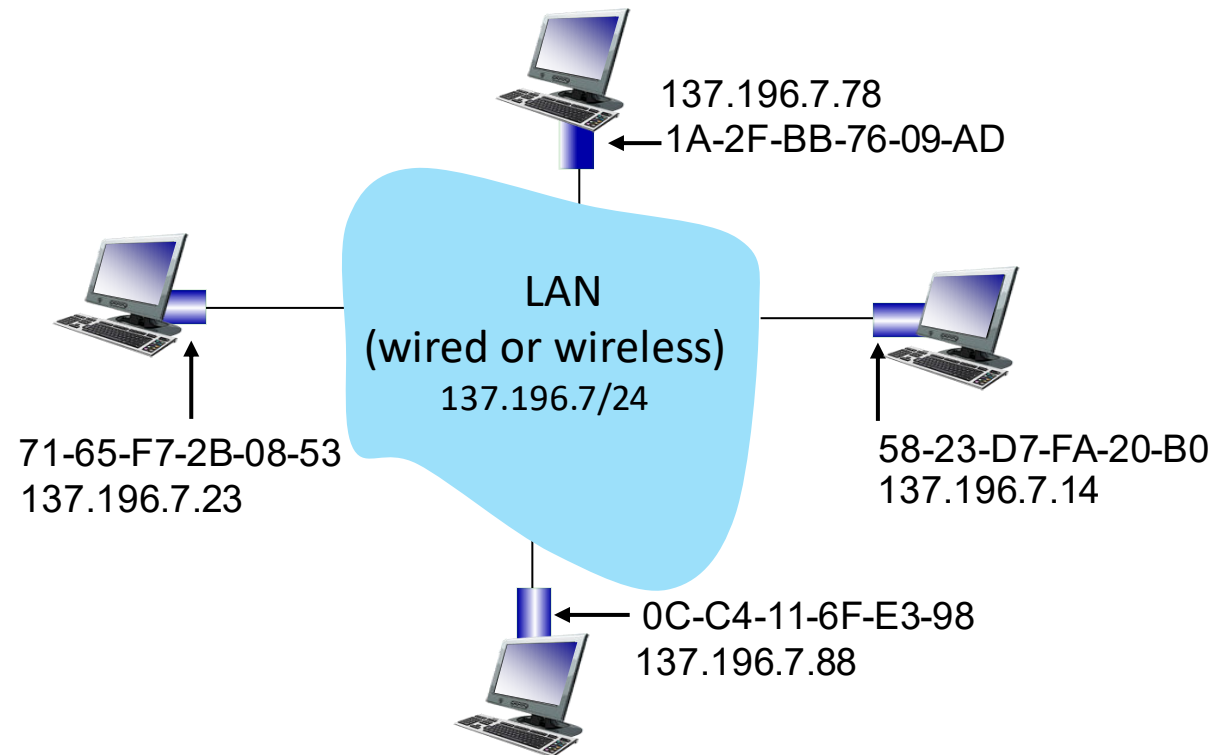 137.196.7.78
1A-2F-BB-76-09-AD
LAN
(wired or wireless)
137.196.7/24
71-65-F7-2B-08-53
137.196.7.23
58-23-D7-FA-20-B0
137.196.7.14
0C-C4-11-6F-E3-98
137.196.7.88